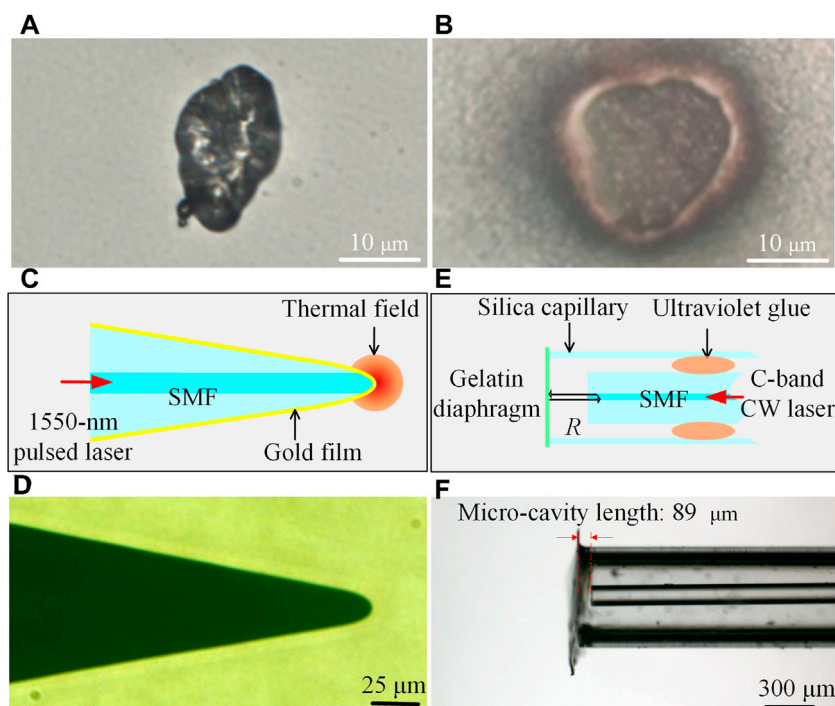 A
B
10 μm
10 μm
C
E
Thermal field
SMF
1550-nm
pulsed laser
Gold film
Silica capillary
Ultraviolet glue
Gelatin
diaphragm
R
SMF
C-band
CW laser
D
F
25 μm
Micro-cavity length: 89 μm
300 μm